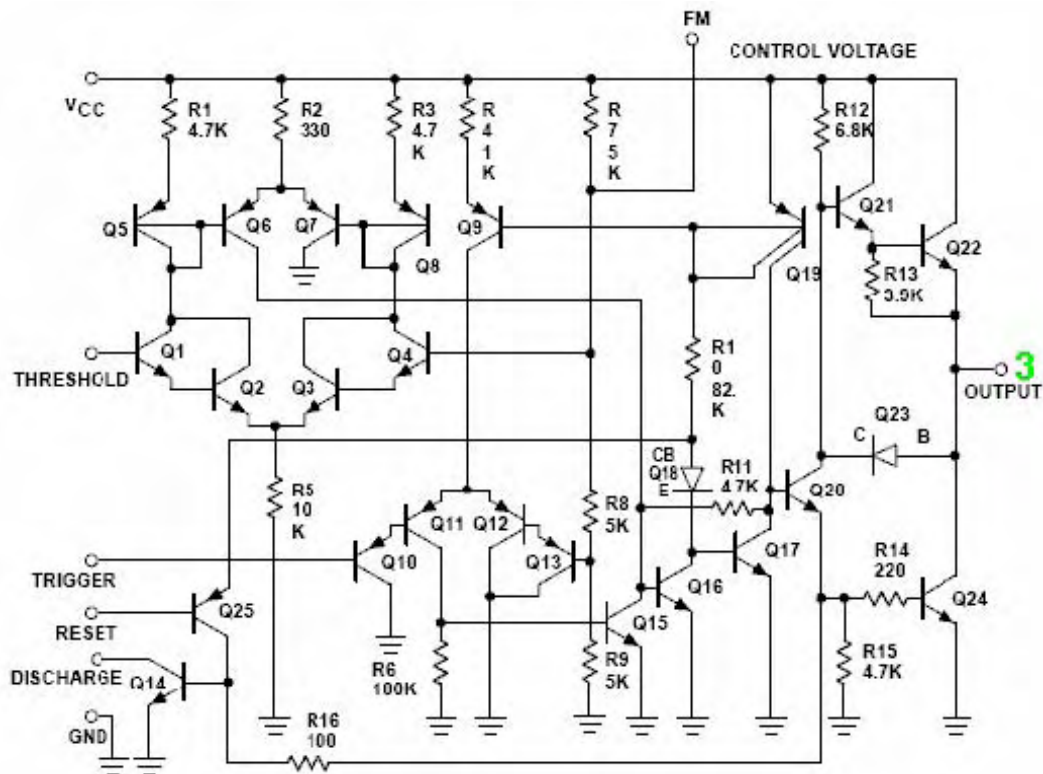 FM
CONTROL VOLTAGE
VCC
R1
4.7K
R2
330
R3
4.7
K
R
4
1
K
R
7
5
K
R12
6.8K
Q5
Q6
Q7
Q8
Q9
Q19
Q21
Q22
R13
3.9K
THRESHOLD
Q1
Q2
Q3
Q4
R1
0
82.
K
3
OUTPUT
Q23
C
B
CB
Q18
E
R11
4.7K
Q20
R5
10
K
Q11
Q12
R8
5K
Q10
Q13
Q17
TRIGGER
Q16
R14
220
Q25
Q15
Q24
RESET
R6
100K
R9
5K
R15
4.7K
DISCHARGE
Q14
GND
R16
100